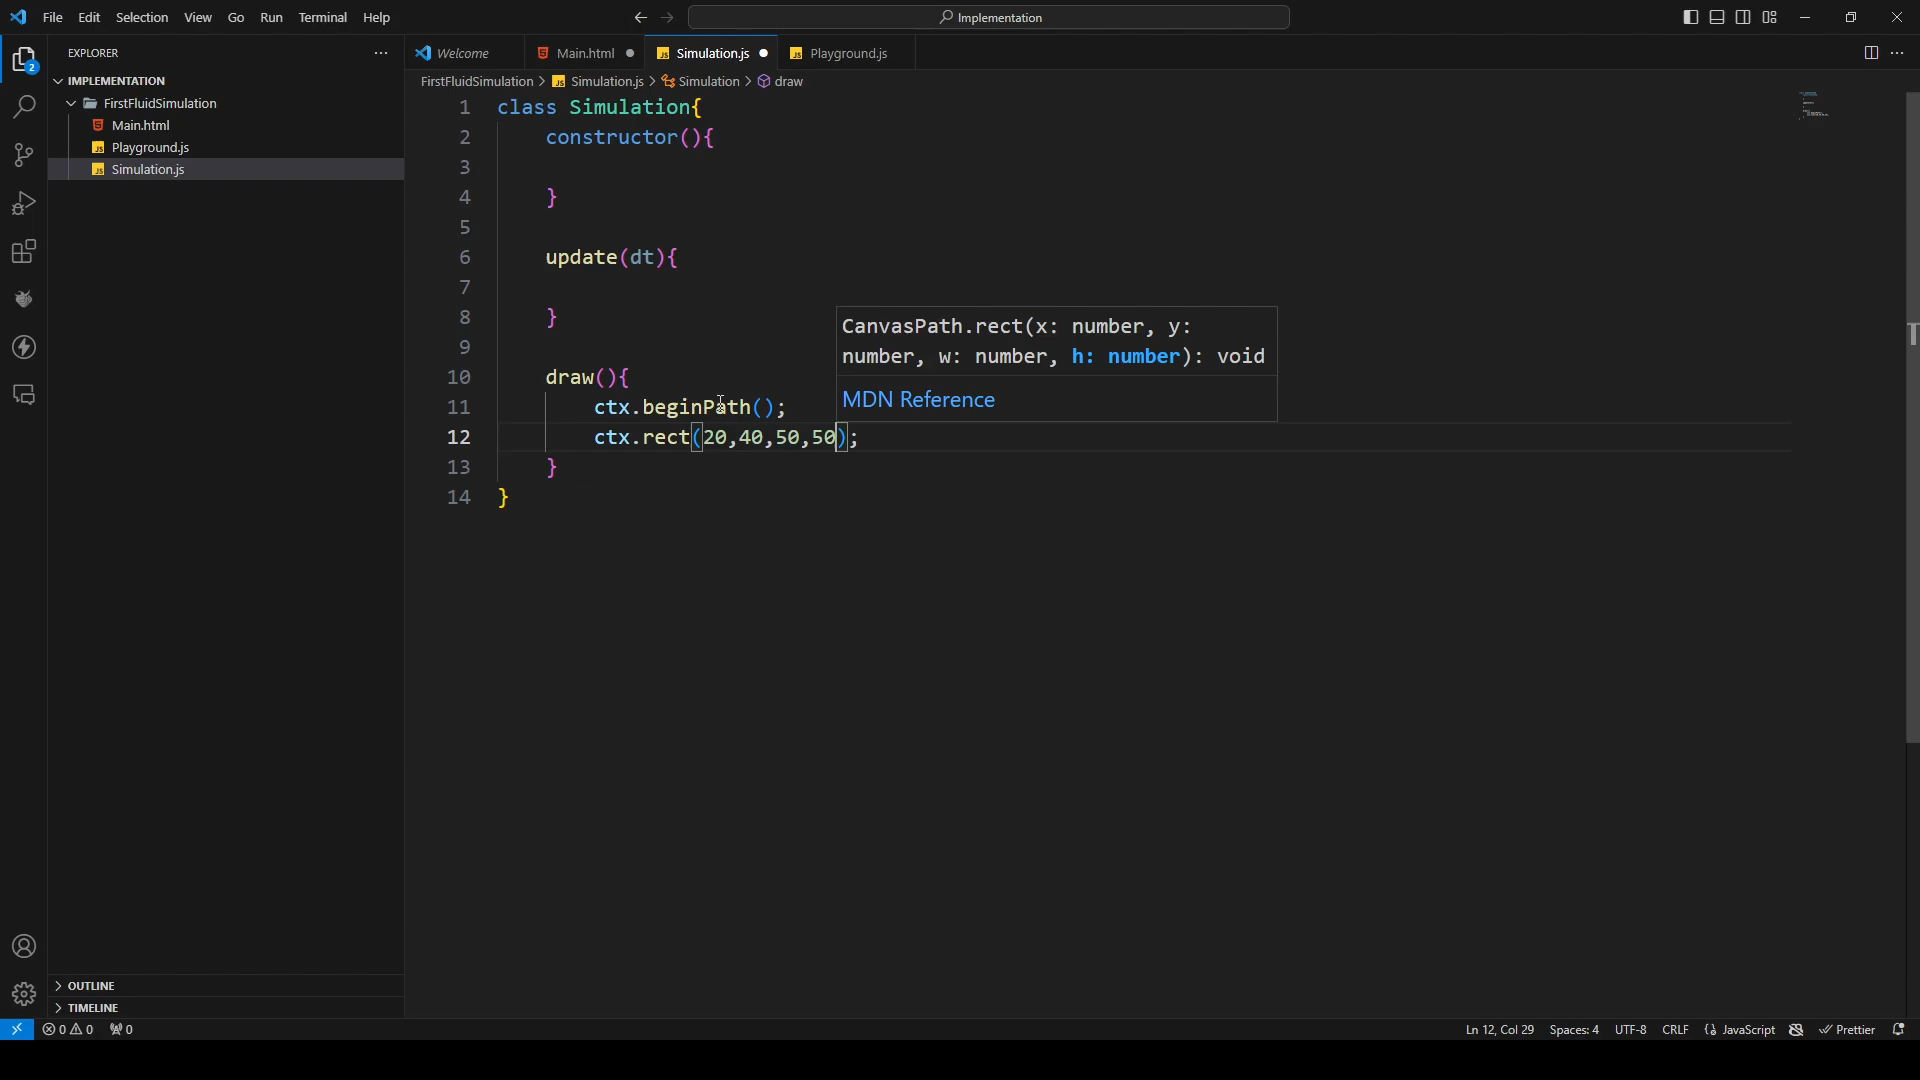 File Edit Selection View Go Run Terminal Help
Implementation
EXPLORER
2
IMPLEMENTATION
FirstFluidSimulation
Main.html
Playground.js
Simulation.js
OUTLINE
TIMELINE
Welcome Main.html Simulation.js Playground.js
FirstFluidSimulation > Simulation.js > Simulation > draw
1 class Simulation{
2 constructor(){
3
4 }
5
6 update(dt){
7
8 }
9
10 draw(){
11 ctx.beginPath();
12 ctx.rect(20,40,50,50);
13 }
14 }
CanvasPath.rect(x: number, y:
number, w: number, h: number): void
MDN Reference
0 0 0 Ln 12, Col 29 Spaces: 4 UTF-8 CRLF JavaScript Prettier